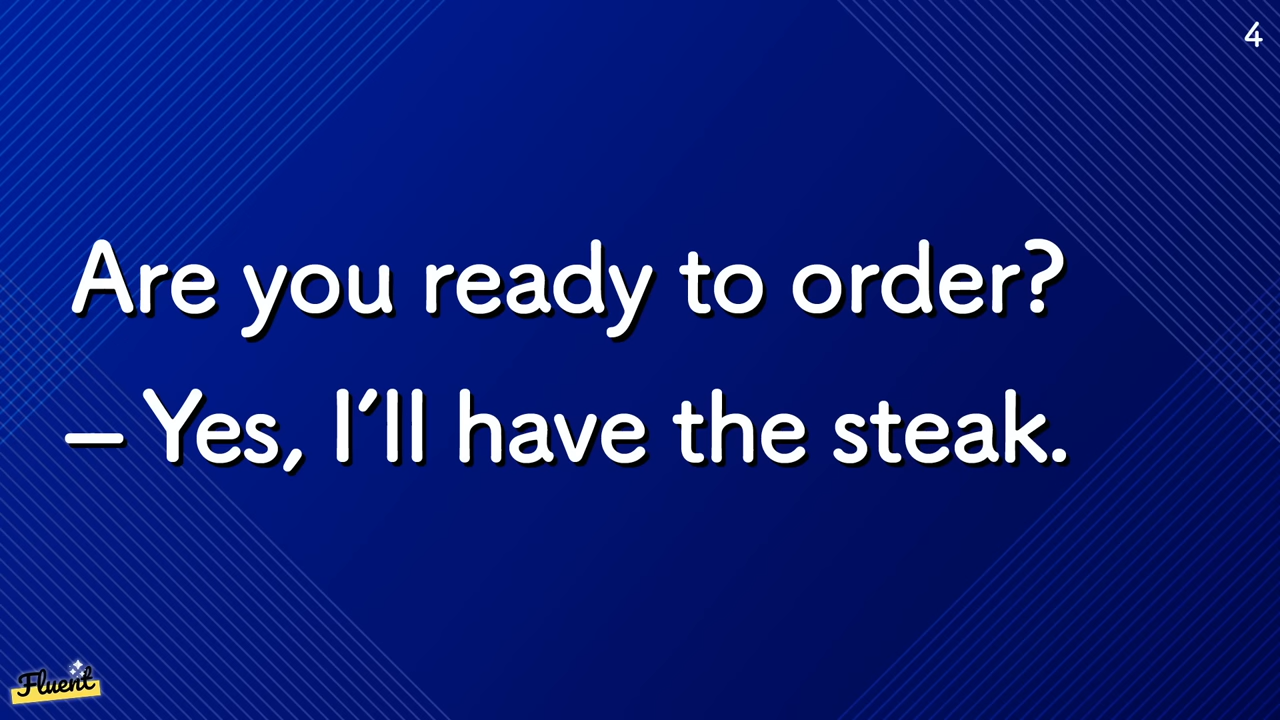 4
Are you ready to order?
– Yes, I’ll have the steak.
Fluent